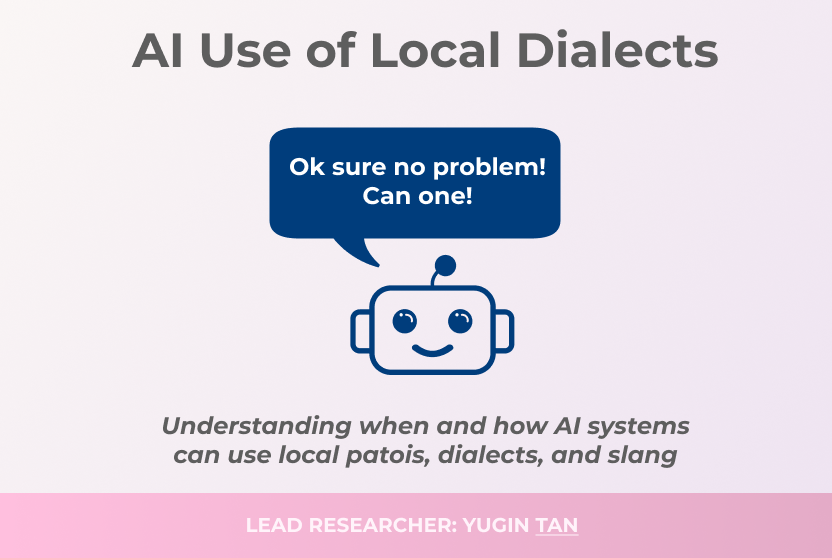 AI Use of Local Dialects
Ok sure no problem!
Can one!
Understanding when and how AI systems
can use local patois, dialects, and slang
LEAD RESEARCHER: YUGIN TAN